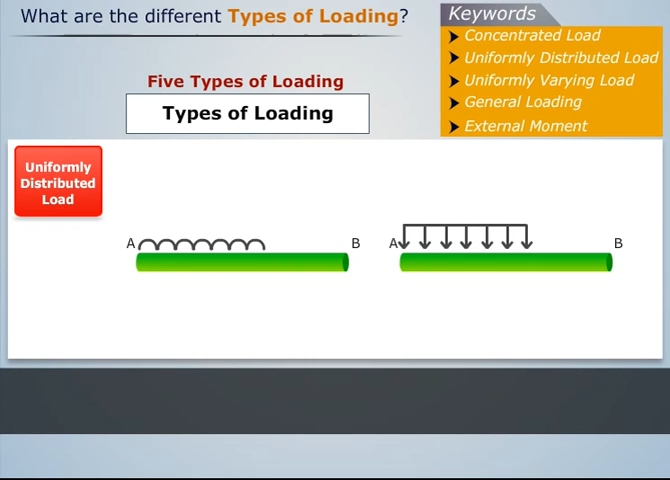 What are the different Types of Loading?
Keywords
Concentrated Load
Uniformly Distributed Load
Uniformly Varying Load
General Loading
External Moment
Five Types of Loading
Types of Loading
Uniformly
Distributed
Load
A B A B